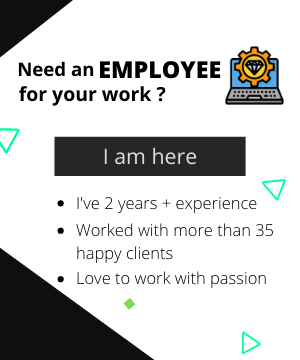 Need an EMPLOYEE
for your work ?
I am here
• I've 2 years + experience
• Worked with more than 35
happy clients
• Love to work with passion